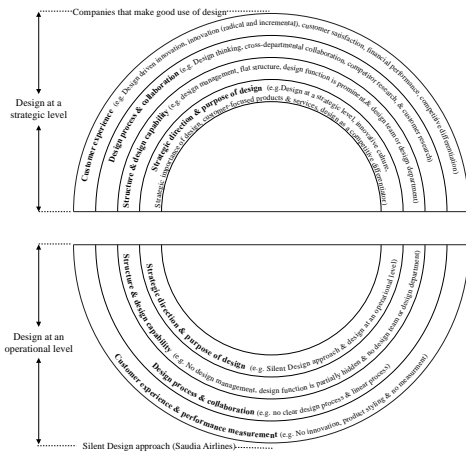 Companies that make good use of design
Design at a
strategic level
Customer experience (e.g. Design driven innovation, innovation (radical and incremental), customer satisfaction, financial performance, competitive differentiation)
Design process & collaboration (e.g. Design thinking, cross-departmental collaboration, competitor research, & customer research)
Structure & design capability (e.g. design management, flat structure, design function is prominent,& design team or design department)
Strategic direction & purpose of design (e.g.Design at a strategic level, innovative culture,
Strategic importance of design, customer-focused products & services, design as a competitive differentiator)
Design at an
operational level
Strategic direction & purpose of design (e.g. Silent Design approach & design at an operational level)
Structure & design capability (e.g. No design management, design function is partially hidden & no design team or design department)
Design process & collaboration (e.g. no clear design process & linear process)
Customer experience & performance measurement (e.g. No innovation, product styling & no measurment)
Silent Design approach (Saudia Airlines)